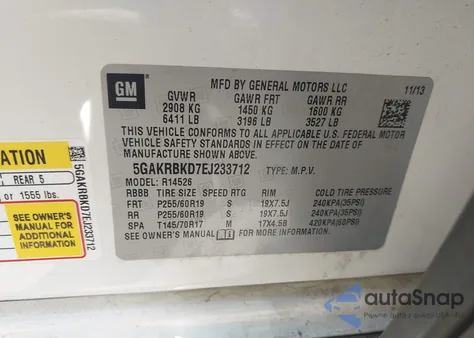 GM
MFD BY GENERAL MOTORS LLC
11/13
GVWR GAWR FRT GAWR RR
2908 KG 1450 KG 1600 KG
6411 LB 3196 LB 3527 LB
THIS VEHICLE CONFORMS TO ALL APPLICABLE U.S. FEDERAL MOTOR
VEHICLE SAFETY STANDARDS IN EFFECT ON THE DATE OF
MANUFACTURE SHOWN ABOVE.
5GAKRBKD7EJ233712 TYPE: M.P.V.
MODEL: R14526
RBBB TIRE SIZE SPEED RTG RIM COLD TIRE PRESSURE
FRT P255/60R19 S 19X7.5J 240KPA(35PSI)
RR P255/60R19 S 19X7.5J 240KPA(35PSI)
SPA T145/70R17 M 17X4.5B 420KPA(60PSI)
SEE OWNER'S MANUAL FOR MORE INFORMATION
ATION
REAR 5
or 1555 lbs.
SEE OWNER'S
MANUAL FOR
ADDITIONAL
INFORMATION
5GAKRBKD7EJ233712
autoSnap
Pewne auto z USA